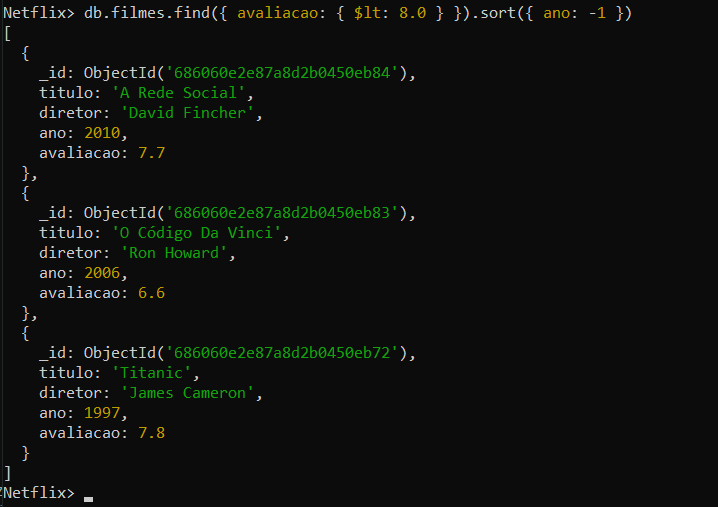 Netflix> db.filmes.find({ avaliacao: { $lt: 8.0 } }).sort({ ano: -1 })
[
  {
    _id: ObjectId('686060e2e87a8d2b0450eb84'),
    titulo: 'A Rede Social',
    diretor: 'David Fincher',
    ano: 2010,
    avaliacao: 7.7
  },
  {
    _id: ObjectId('686060e2e87a8d2b0450eb83'),
    titulo: 'O Código Da Vinci',
    diretor: 'Ron Howard',
    ano: 2006,
    avaliacao: 6.6
  },
  {
    _id: ObjectId('686060e2e87a8d2b0450eb72'),
    titulo: 'Titanic',
    diretor: 'James Cameron',
    ano: 1997,
    avaliacao: 7.8
  }
]
Netflix>